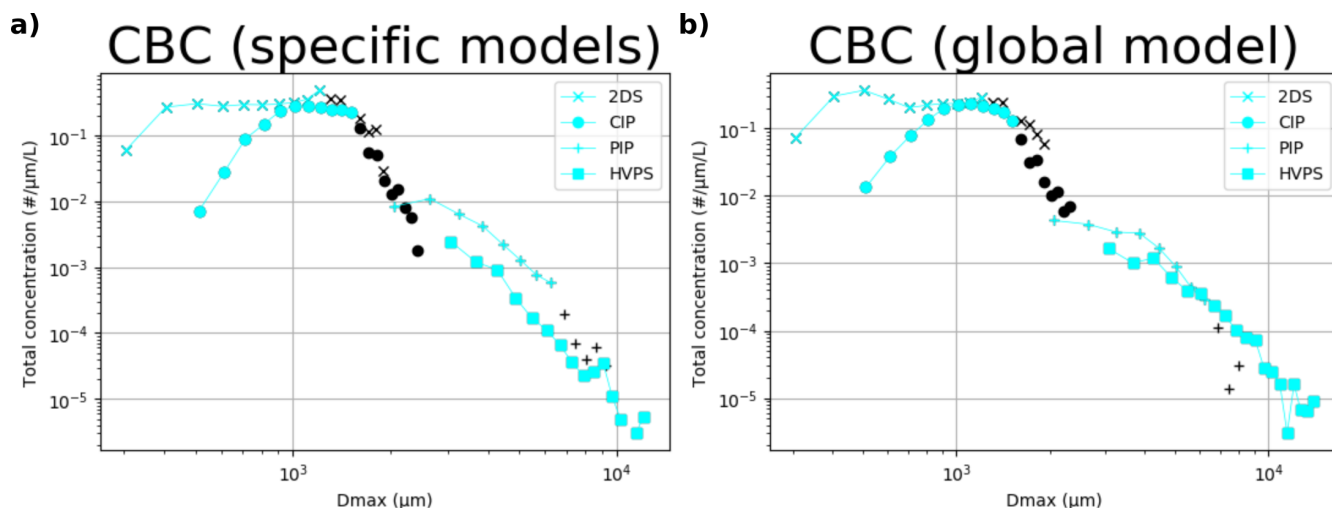 a)
CBC (specific models)
2DS
CIP
PIP
HVPS
10⁻¹
10⁻²
10⁻³
10⁻⁴
10⁻⁵
Total concentration (#/μm/L)
10³
10⁴
Dmax (μm)
b)
CBC (global model)
2DS
CIP
PIP
HVPS
10⁻¹
10⁻²
10⁻³
10⁻⁴
10⁻⁵
Total concentration (#/μm/L)
10³
10⁴
Dmax (μm)